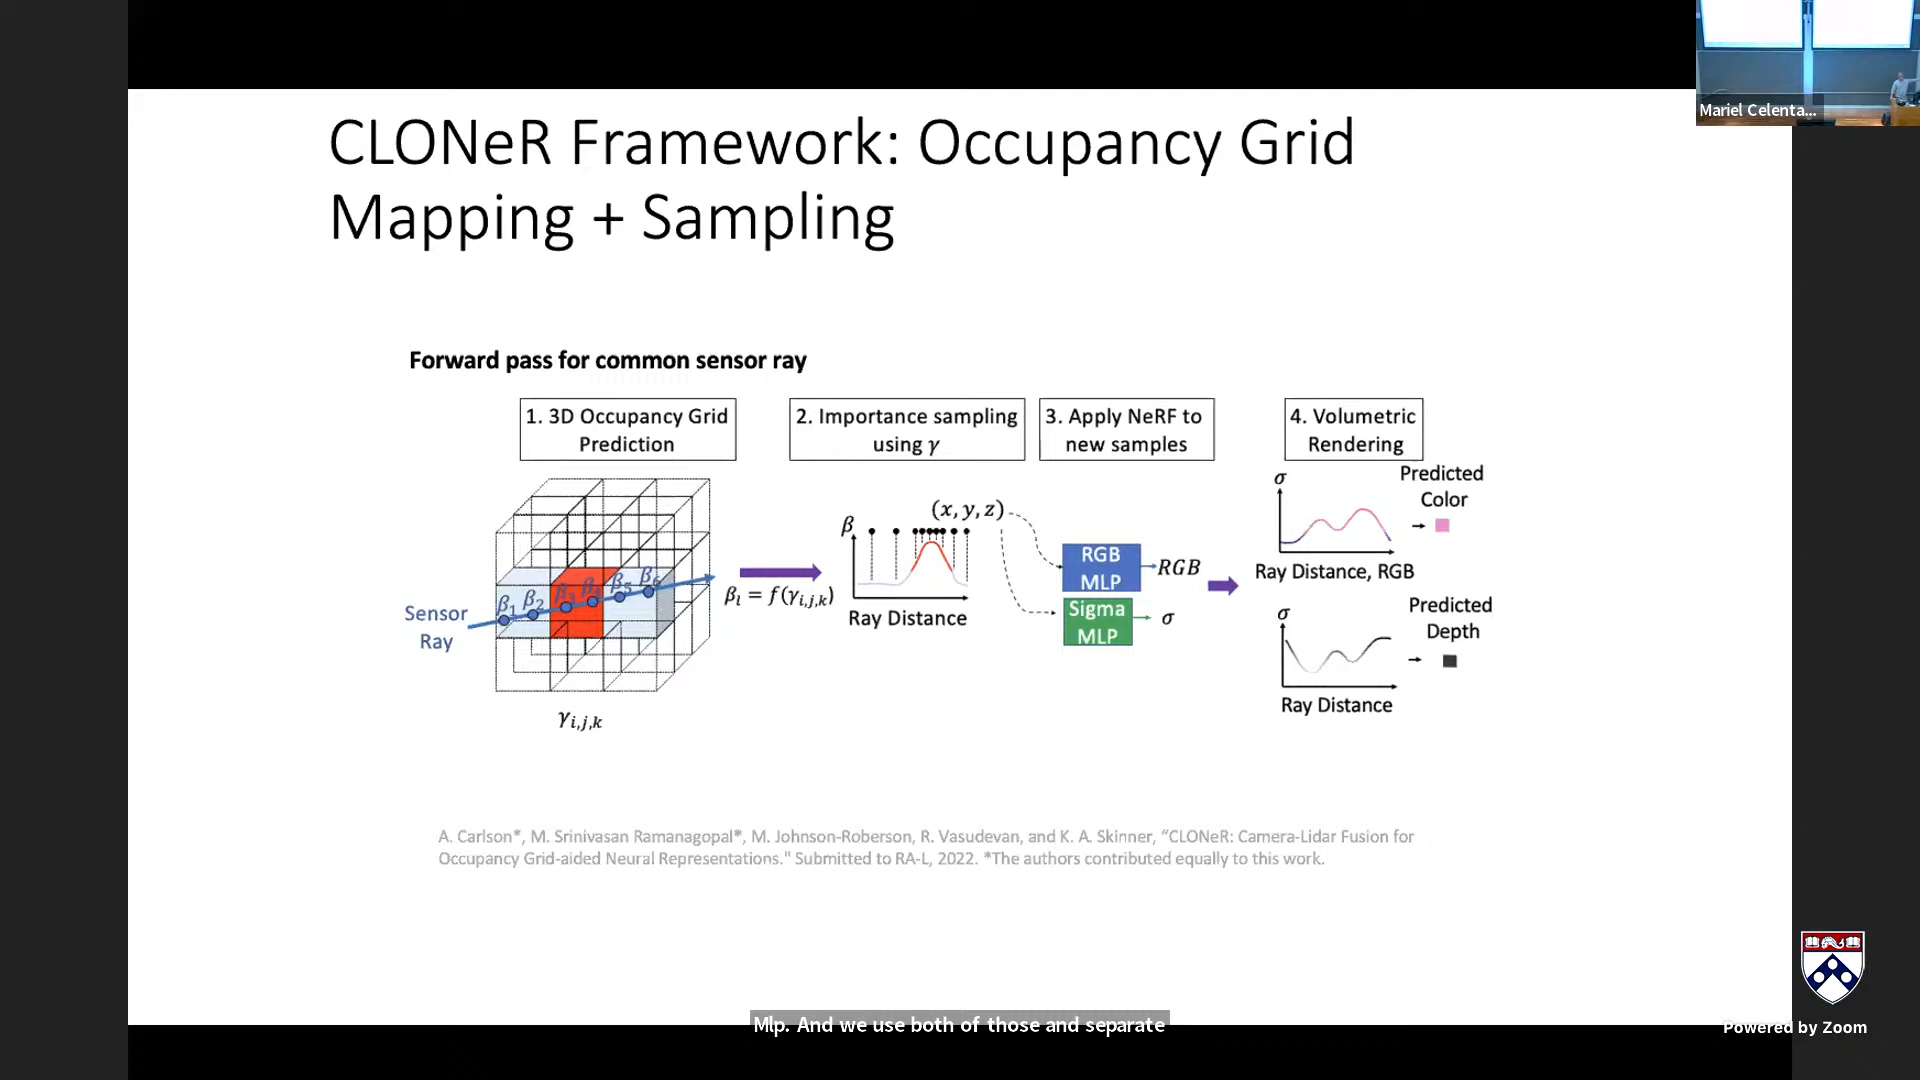 Mariel Celenta...
CLONeR Framework: Occupancy Grid
Mapping + Sampling
Forward pass for common sensor ray
1. 3D Occupancy Grid
Prediction
2. Importance sampling
using γ
3. Apply NeRF to
new samples
4. Volumetric
Rendering
Sensor
Ray
β₁ β₂ β₃ β₄ β₅ β₆
γi,j,k
βl = f(γi,j,k)
β
(x, y, z)
Ray Distance
RGB
MLP
RGB
Sigma
MLP
σ
σ
Predicted
Color
Ray Distance, RGB
σ
Predicted
Depth
Ray Distance
A. Carlson*, M. Srinivasan Ramanagopal*, M. Johnson-Roberson, R. Vasudevan, and K. A. Skinner, “CLONeR: Camera-Lidar Fusion for
Occupancy Grid-aided Neural Representations." Submitted to RA-L, 2022. *The authors contributed equally to this work.
Mlp. And we use both of those and separate
Powered by Zoom